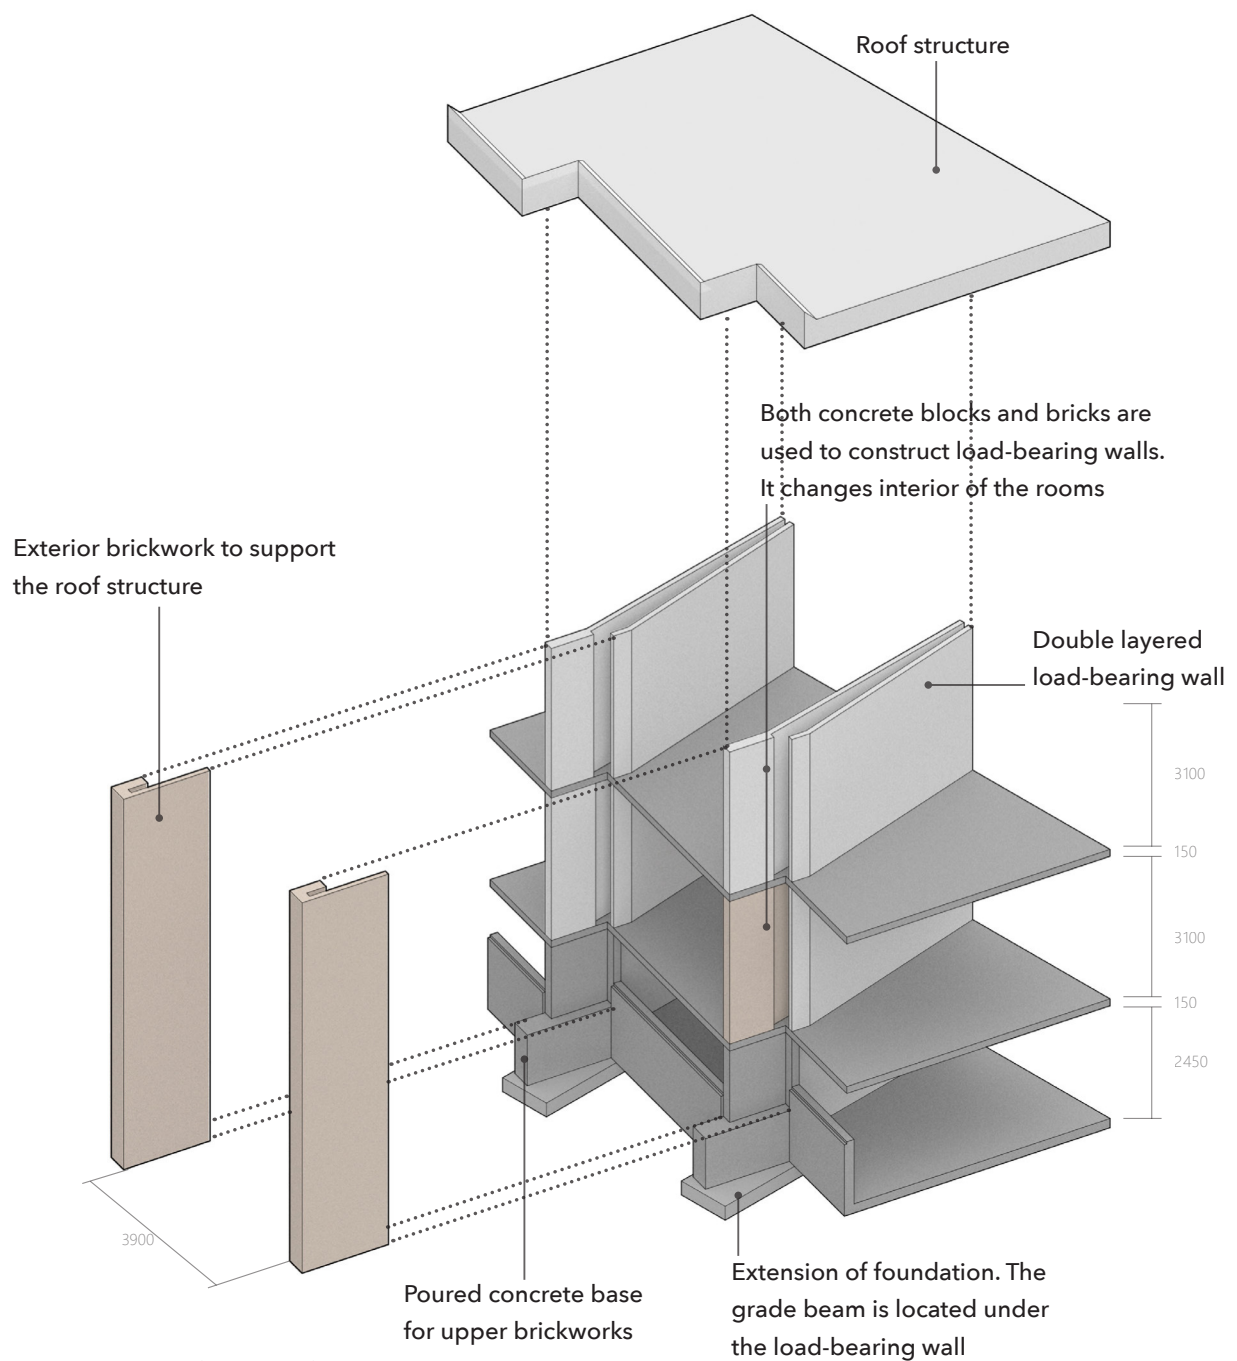 Roof structure
Both concrete blocks and bricks are
used to construct load-bearing walls.
It changes interior of the rooms
Exterior brickwork to support
the roof structure
Double layered
load-bearing wall
3100
150
3100
150
2450
3900
Poured concrete base
for upper brickworks
Extension of foundation. The
grade beam is located under
the load-bearing wall